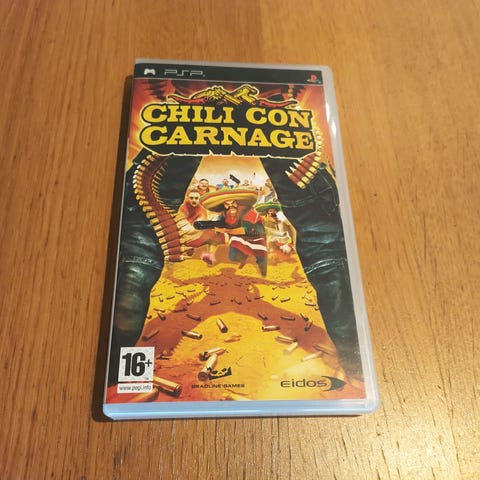 PSP
CHILI CON
CARNAGE
16+
www.pegi.info
DEADLINE GAMES
eidos